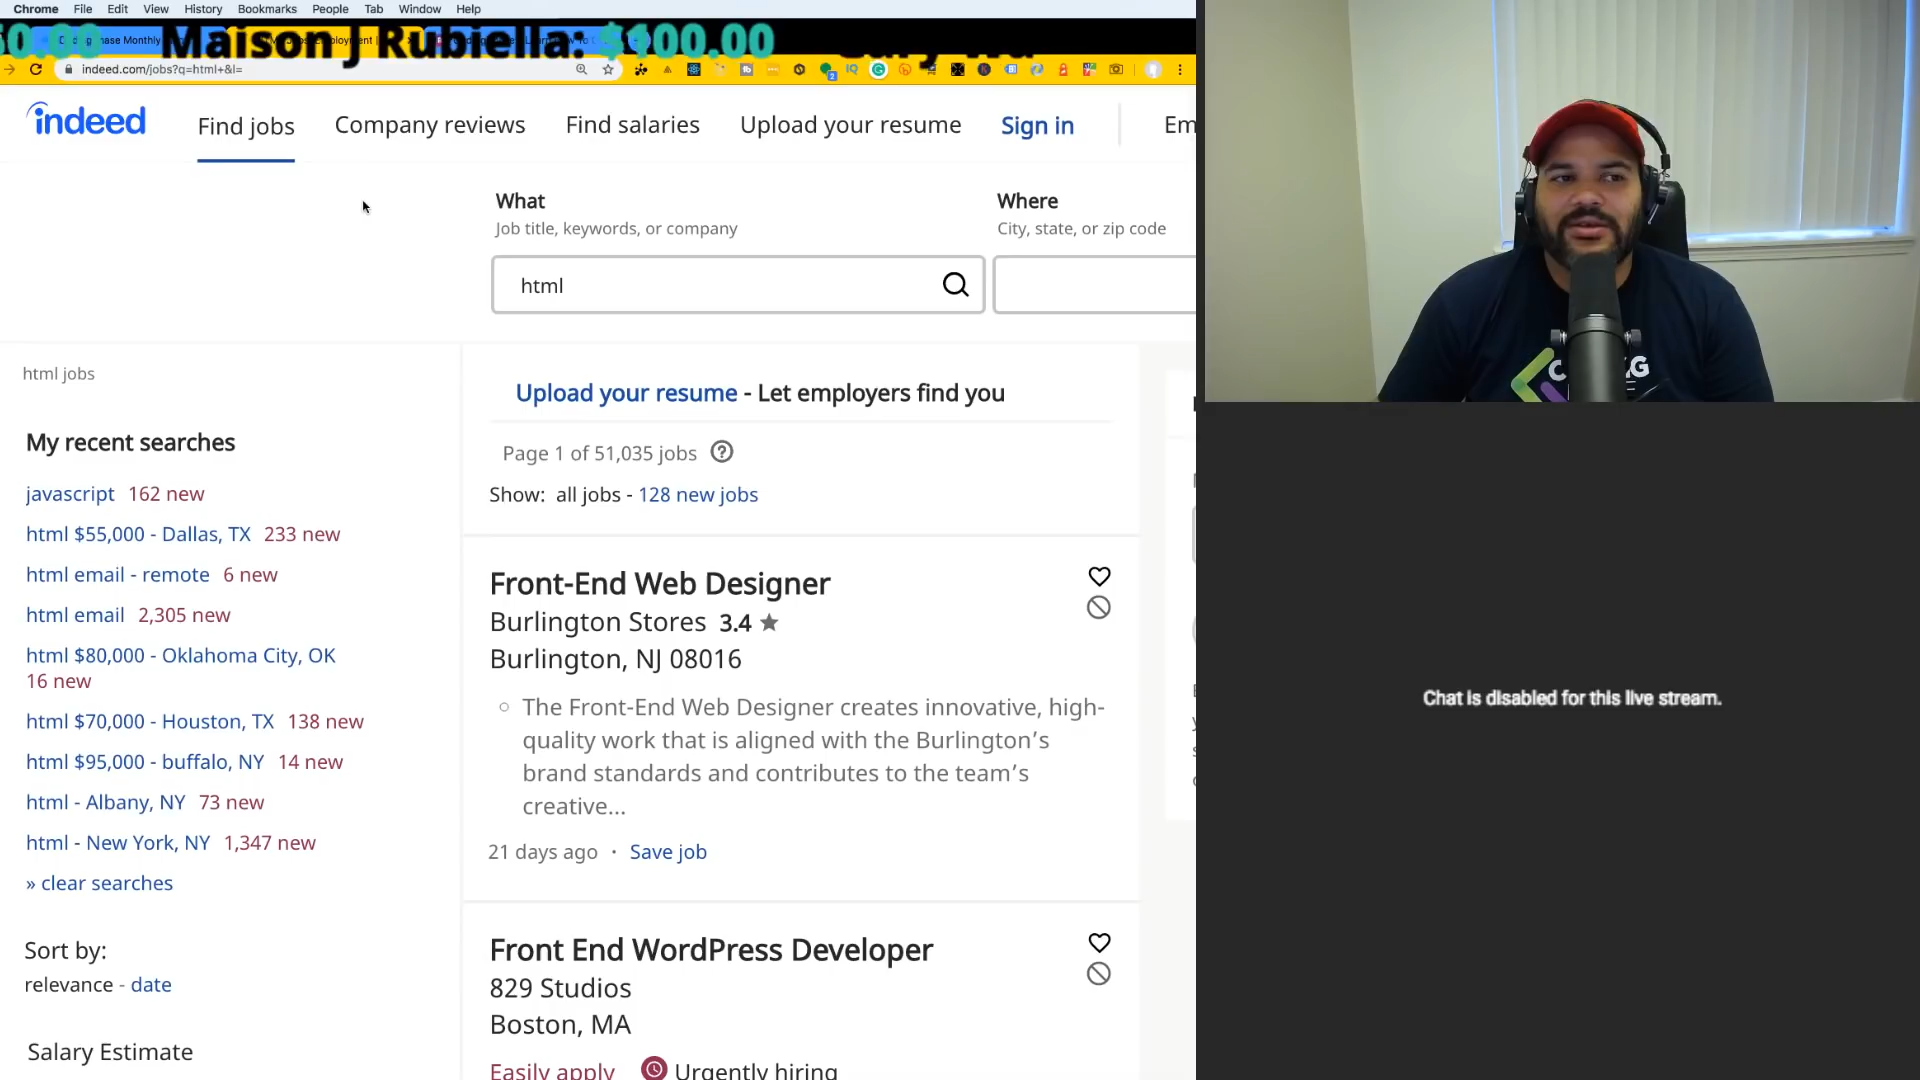 Chrome File Edit View History Bookmarks People Tab Window Help
Maison J Rubiella: $100.00
indeed.com/jobs?q=html+&l=
indeed Find jobs Company reviews Find salaries Upload your resume Sign in Em
What
Job title, keywords, or company
html
Where
City, state, or zip code
html jobs
My recent searches
javascript 162 new
html $55,000 - Dallas, TX 233 new
html email - remote 6 new
html email 2,305 new
html $80,000 - Oklahoma City, OK
16 new
html $70,000 - Houston, TX 138 new
html $95,000 - buffalo, NY 14 new
html - Albany, NY 73 new
html - New York, NY 1,347 new
» clear searches
Sort by:
relevance - date
Salary Estimate
Upload your resume - Let employers find you
Page 1 of 51,035 jobs ?
Show: all jobs - 128 new jobs
Front-End Web Designer
Burlington Stores 3.4 ★
Burlington, NJ 08016
The Front-End Web Designer creates innovative, high-
quality work that is aligned with the Burlington’s
brand standards and contributes to the team’s
creative...
21 days ago · Save job
Front End WordPress Developer
829 Studios
Boston, MA
Easily apply Urgently hiring
Chat is disabled for this live stream.